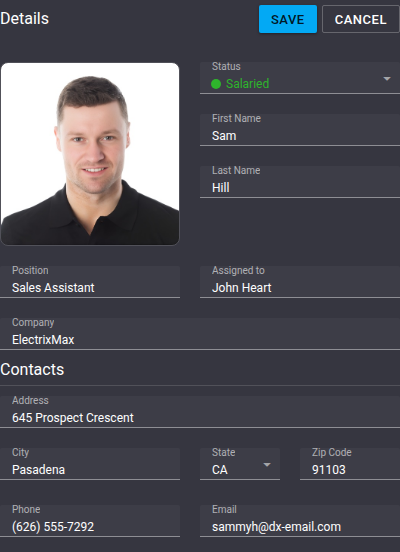 Details
SAVE
CANCEL
Status
Salaried
First Name
Sam
Last Name
Hill
Position
Sales Assistant
Assigned to
John Heart
Company
ElectrixMax
Contacts
Address
645 Prospect Crescent
City
Pasadena
State
CA
Zip Code
91103
Phone
(626) 555-7292
Email
sammyh@dx-email.com